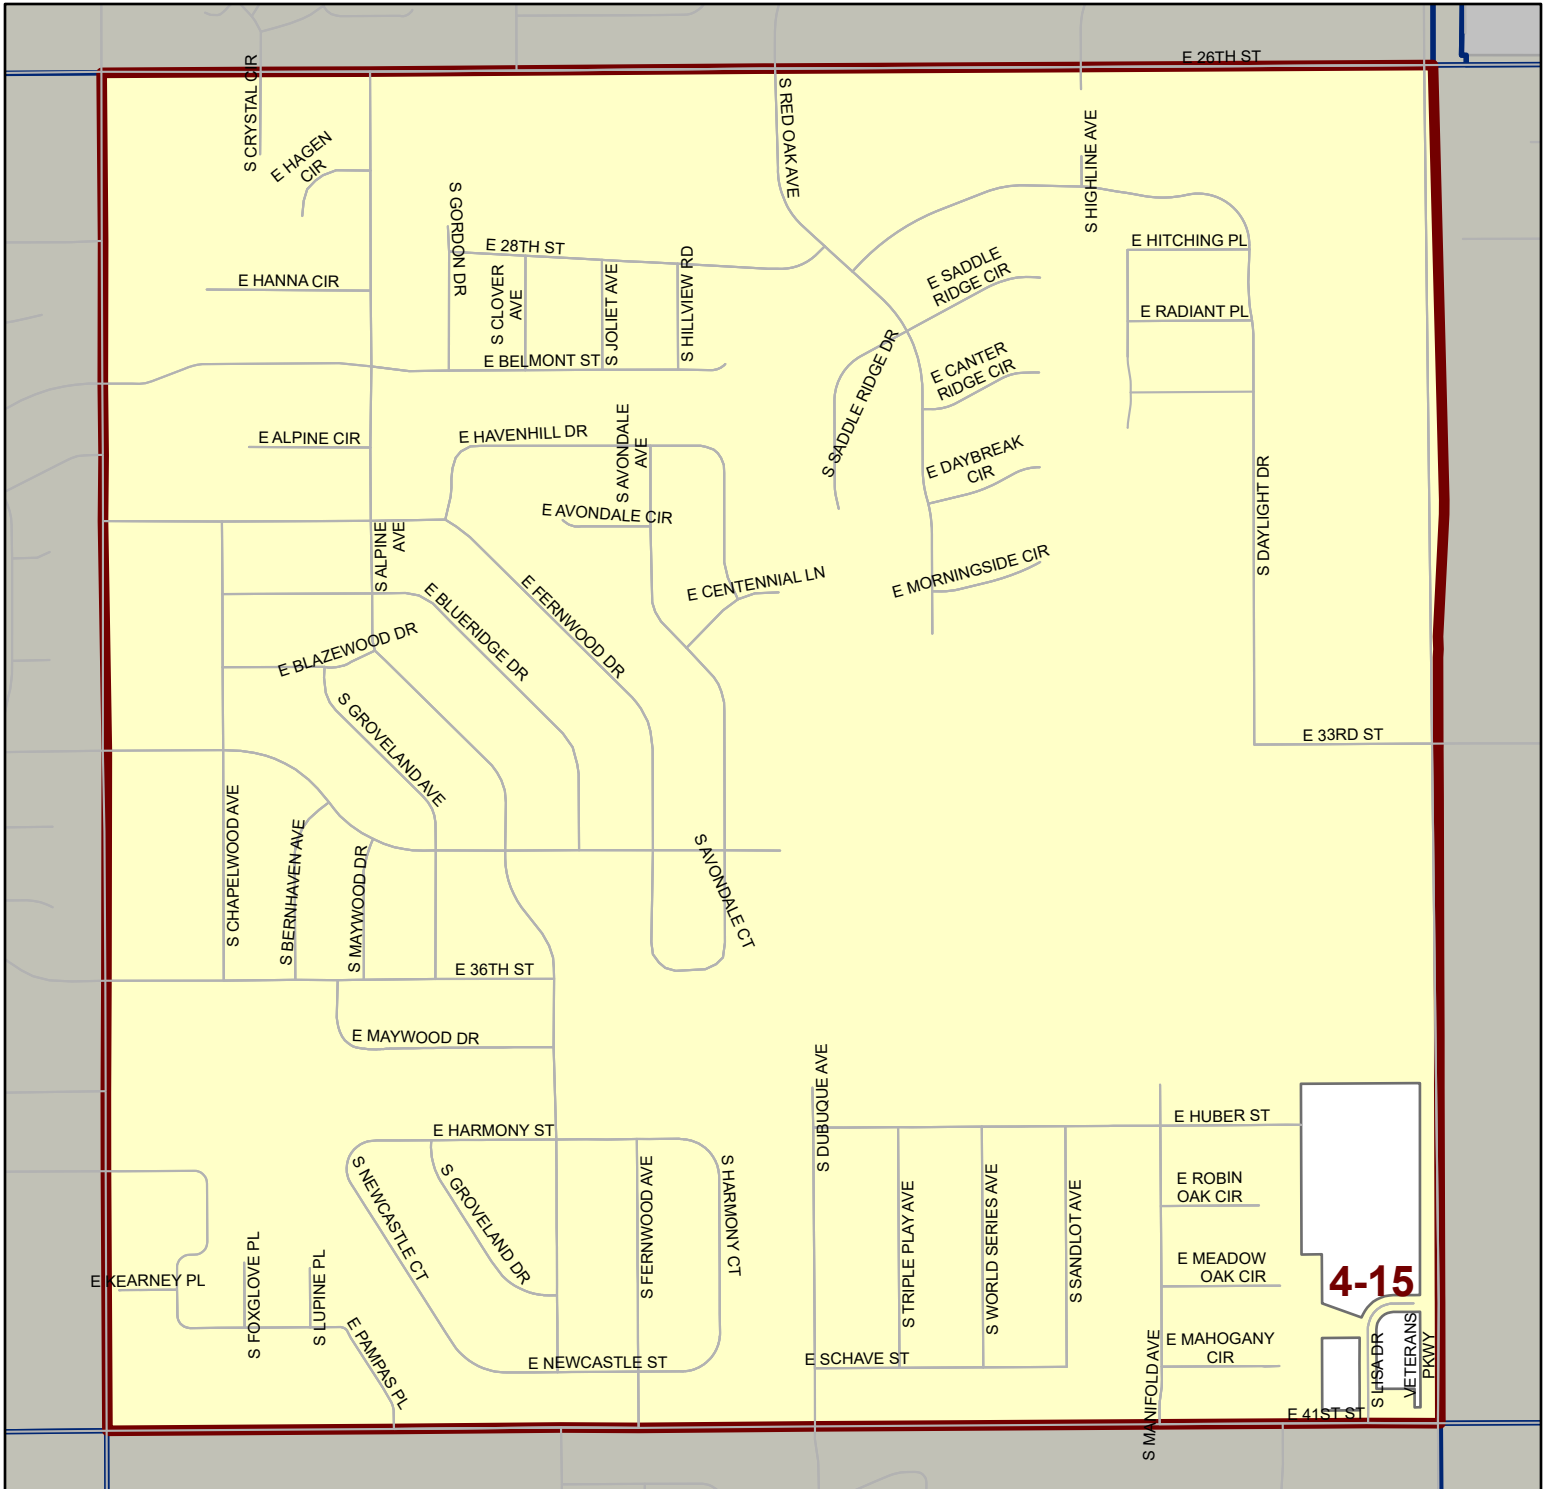 E 26TH ST
S CRYSTAL CIR
E HAGEN
CIR
S RED OAK AVE
S HIGHLINE AVE
S GORDON DR
E 28TH ST
E HITCHING PL
E HANNA CIR
S CLOVER
AVE
S JOLIET AVE
S HILLVIEW RD
E SADDLE
RIDGE CIR
E RADIANT PL
E BELMONT ST
S SADDLE RIDGE DR
E CANTER
RIDGE CIR
E ALPINE CIR
E HAVENHILL DR
S AVONDALE
AVE
E DAYBREAK
CIR
S DAYLIGHT DR
E AVONDALE CIR
S ALPINE
AVE
E BLUERIDGE DR
E FERNWOOD DR
E CENTENNIAL LN
E MORNINGSIDE CIR
E BLAZEWOOD DR
S GROVELAND AVE
E 33RD ST
S CHAPELWOOD AVE
S BERNHAVEN AVE
S MAYWOOD DR
S AVONDALE CT
E 36TH ST
E MAYWOOD DR
S DUBUQUE AVE
E HUBER ST
E HARMONY ST
S NEWCASTLE CT
S GROVELAND DR
S FERNWOOD AVE
S HARMONY CT
S TRIPLE PLAY AVE
S WORLD SERIES AVE
S SANDLOT AVE
E ROBIN
OAK CIR
E MEADOW
OAK CIR
4-15
E KEARNEY PL
S FOXGLOVE PL
S LUPINE PL
E PAMPAS PL
E NEWCASTLE ST
E SCHAVE ST
S MANIFOLD AVE
E MAHOGANY
CIR
S LISA DR
VETERANS
PKWY
E 41ST ST